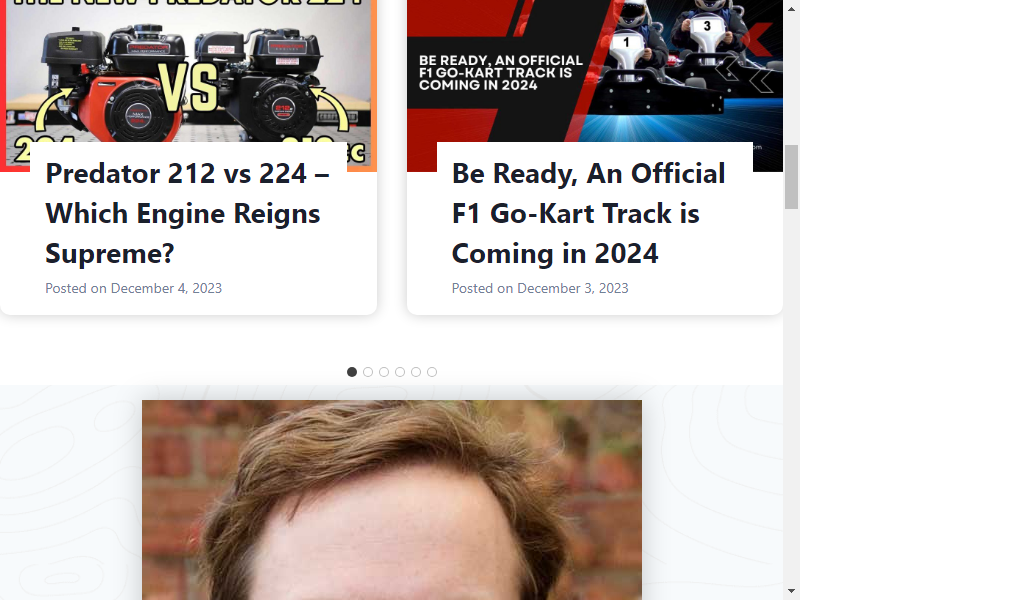 VS
Predator 212 vs 224 –
Which Engine Reigns
Supreme?
Posted on December 4, 2023
1
3
BE READY, AN OFFICIAL
F1 GO-KART TRACK IS
COMING IN 2024
Be Ready, An Official
F1 Go-Kart Track is
Coming in 2024
Posted on December 3, 2023